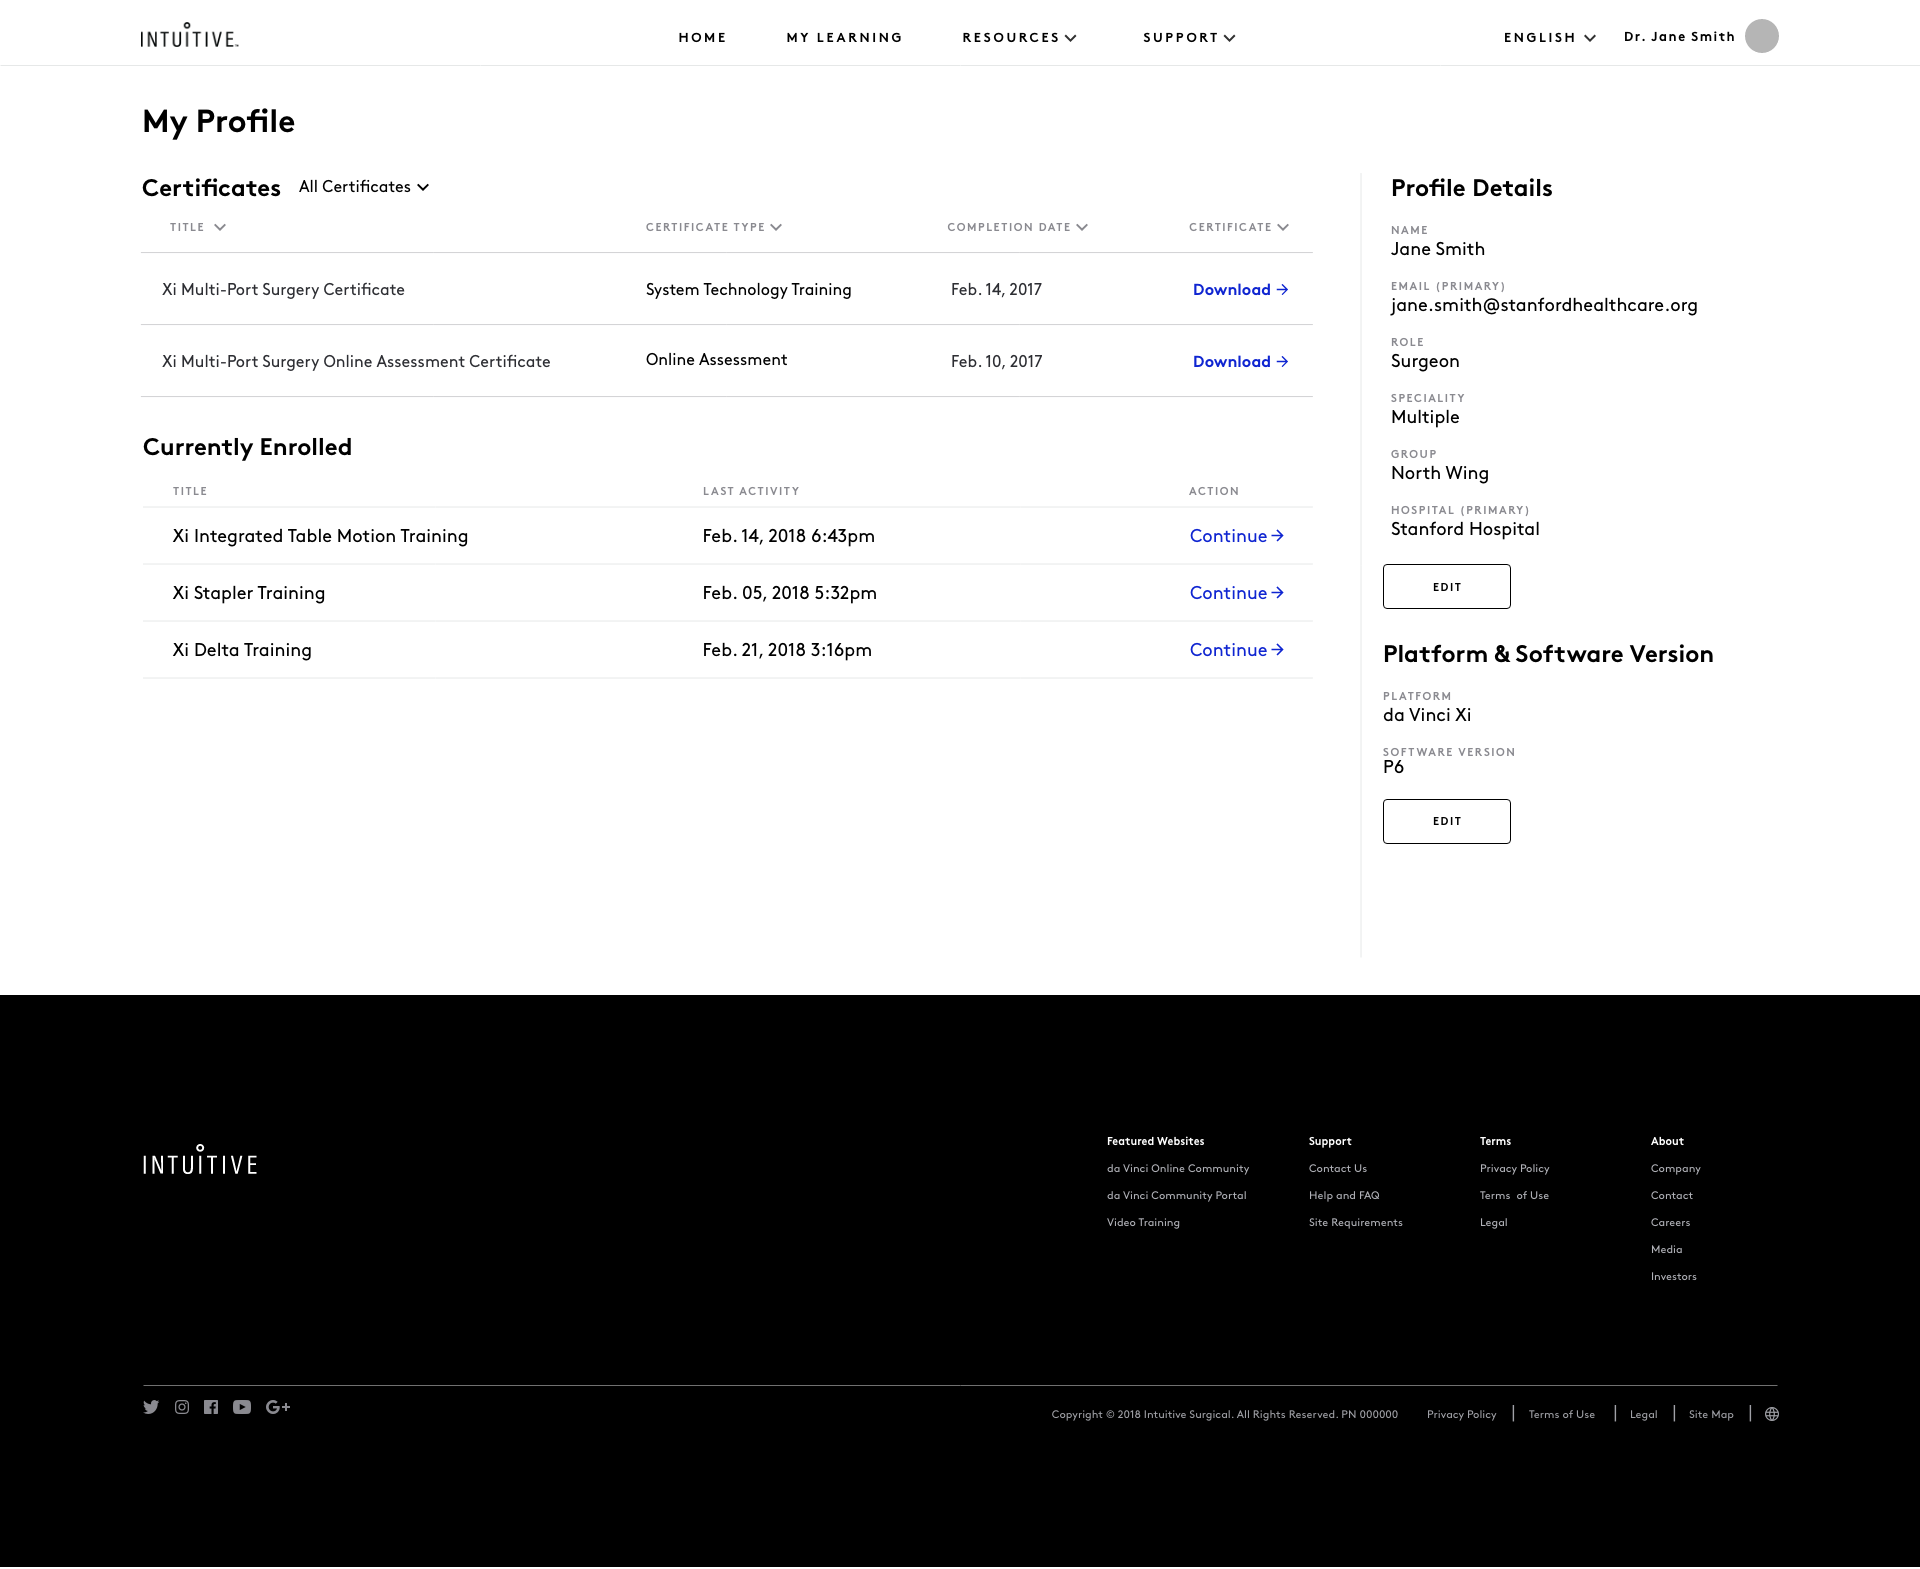 INTUITIVE
HOME
MY LEARNING
RESOURCES
SUPPORT
ENGLISH
Dr. Jane Smith
My Profile
Certificates
All Certificates
TITLE
CERTIFICATE TYPE
COMPLETION DATE
CERTIFICATE
Xi Multi-Port Surgery Certificate
System Technology Training
Feb. 14, 2017
Download
Xi Multi-Port Surgery Online Assessment Certificate
Online Assessment
Feb. 10, 2017
Download
Currently Enrolled
TITLE
LAST ACTIVITY
ACTION
Xi Integrated Table Motion Training
Feb. 14, 2018 6:43pm
Continue
Xi Stapler Training
Feb. 05, 2018 5:32pm
Continue
Xi Delta Training
Feb. 21, 2018 3:16pm
Continue
Profile Details
NAME
Jane Smith
EMAIL (PRIMARY)
jane.smith@stanfordhealthcare.org
ROLE
Surgeon
SPECIALITY
Multiple
GROUP
North Wing
HOSPITAL (PRIMARY)
Stanford Hospital
EDIT
Platform & Software Version
PLATFORM
da Vinci Xi
SOFTWARE VERSION
P6
EDIT
INTUITIVE
Featured Websites
da Vinci Online Community
da Vinci Community Portal
Video Training
Support
Contact Us
Help and FAQ
Site Requirements
Terms
Privacy Policy
Terms of Use
Legal
About
Company
Contact
Careers
Media
Investors
G+
Copyright © 2018 Intuitive Surgical. All Rights Reserved. PN 000000
Privacy Policy
Terms of Use
Legal
Site Map